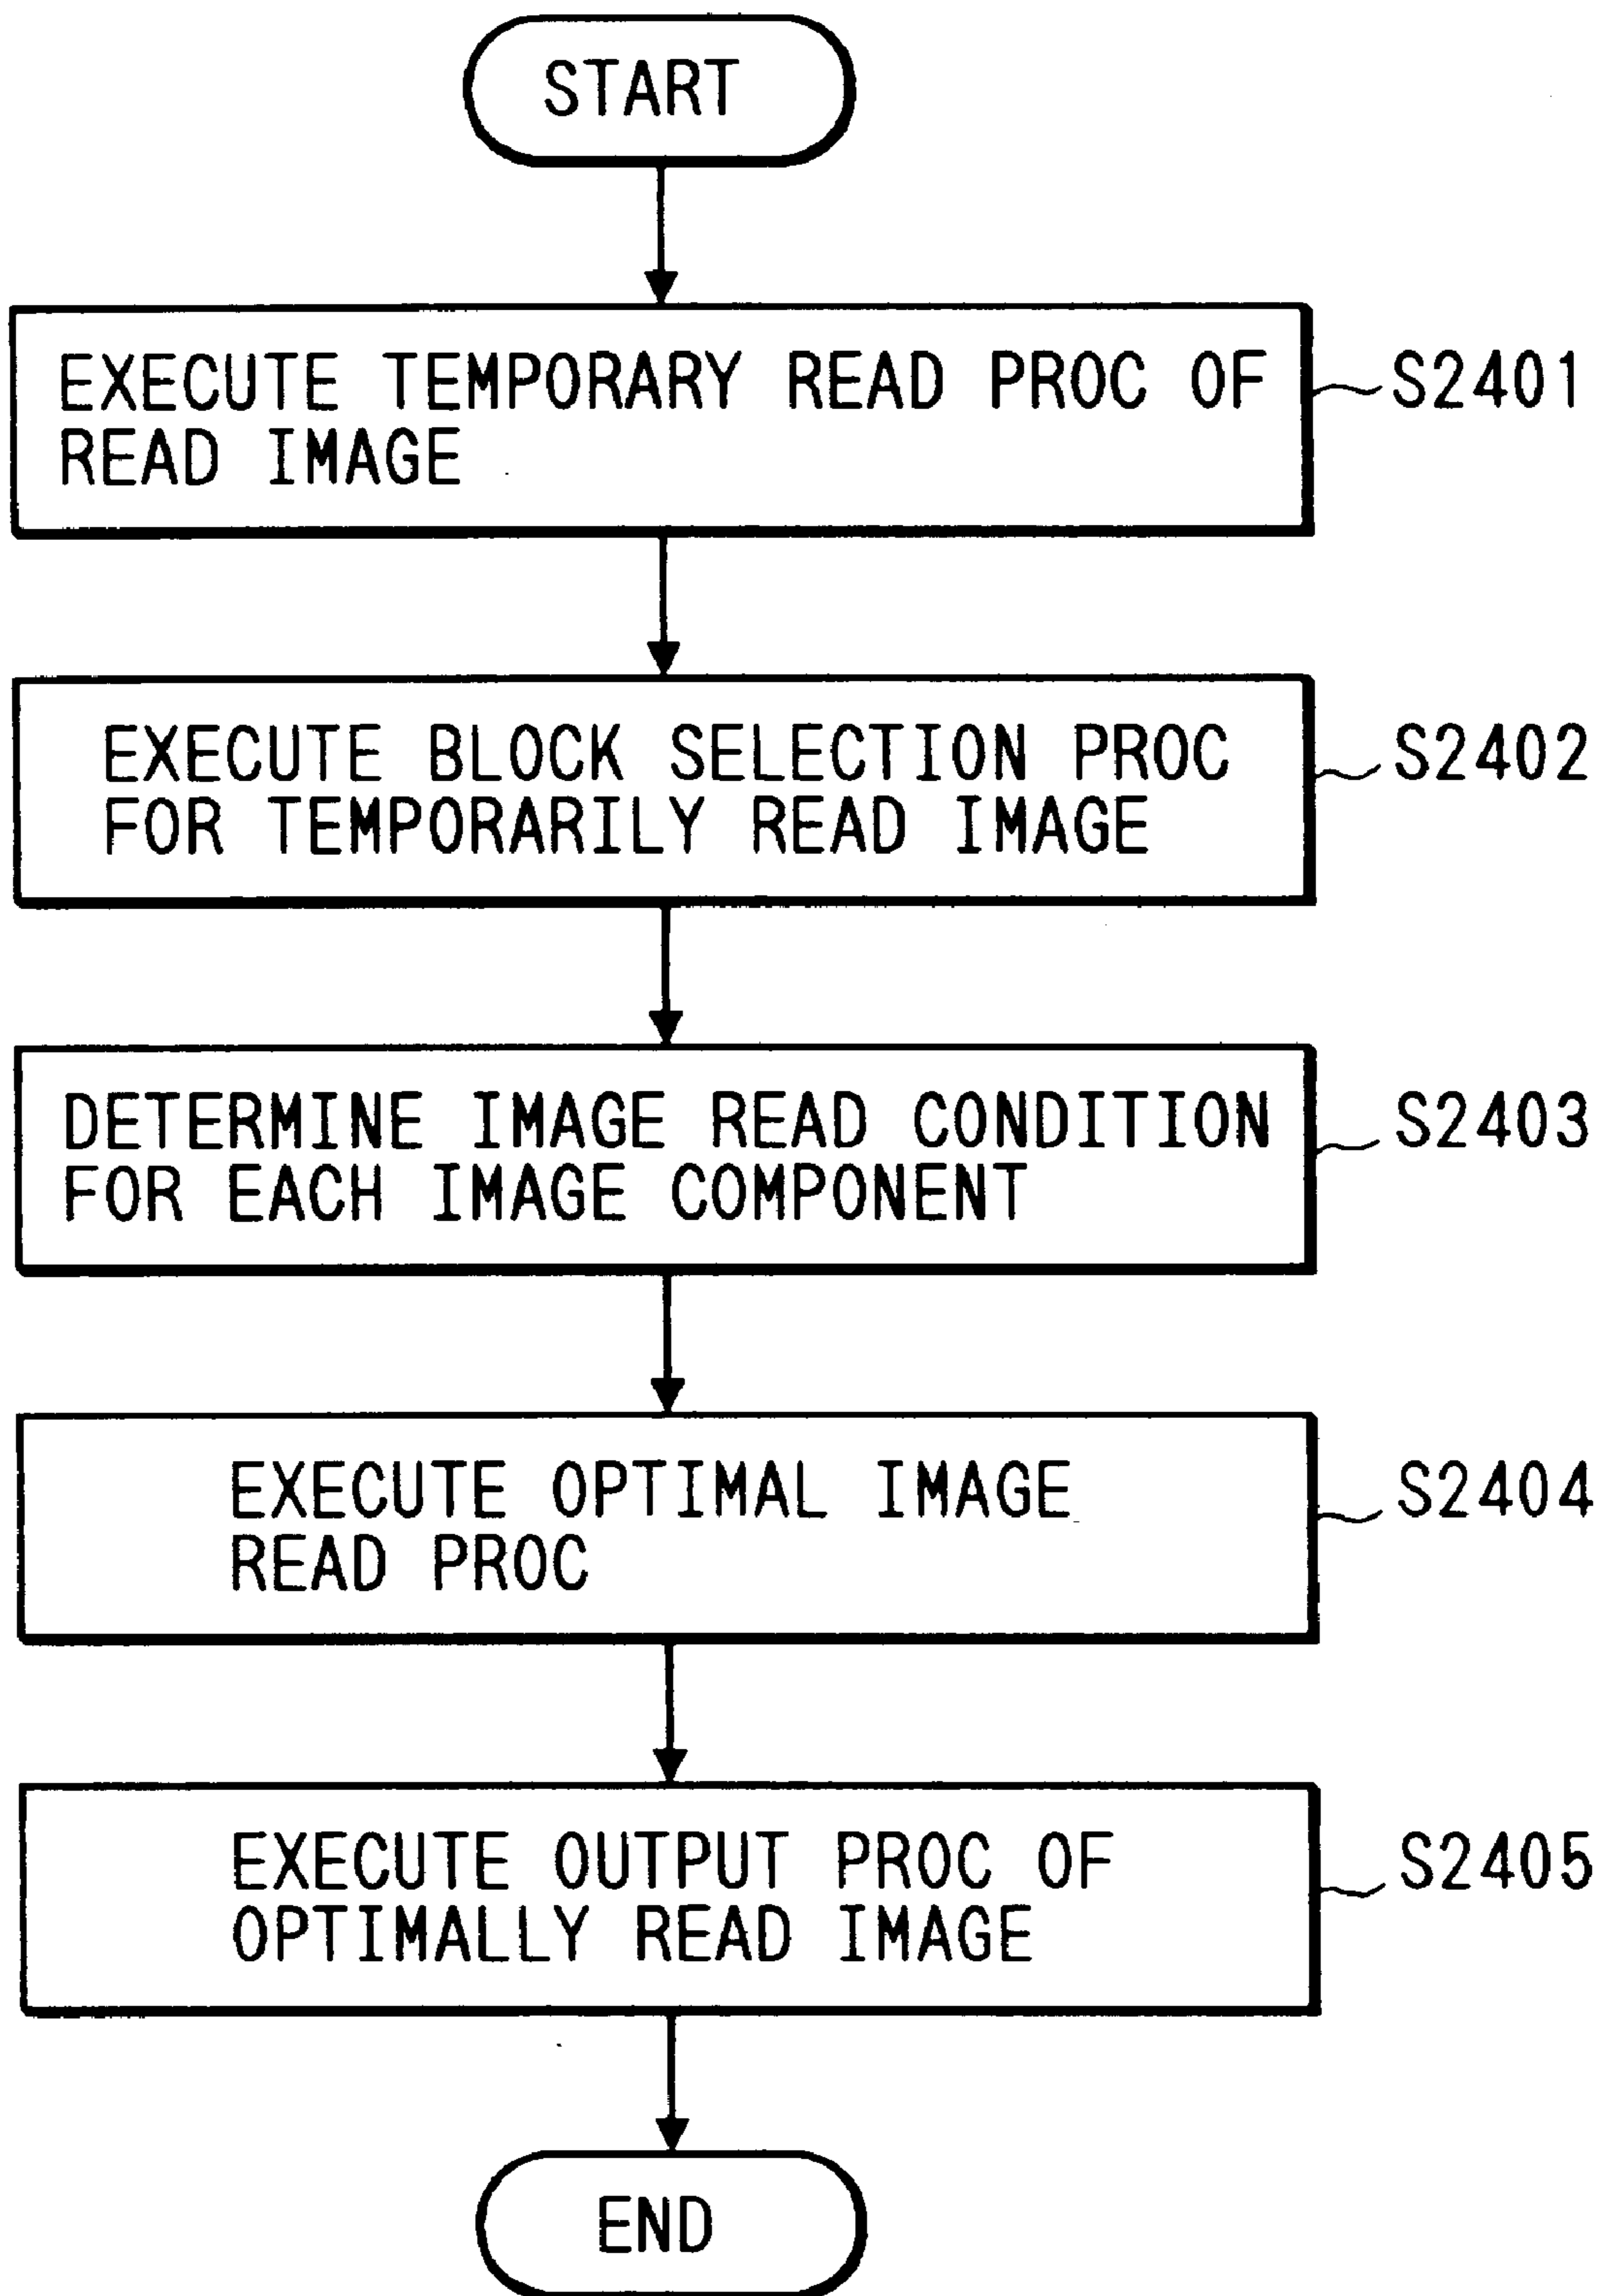 START
EXECUTE TEMPORARY READ PROC OF
READ IMAGE
S2401
EXECUTE BLOCK SELECTION PROC
FOR TEMPORARILY READ IMAGE
S2402
DETERMINE IMAGE READ CONDITION
FOR EACH IMAGE COMPONENT
S2403
EXECUTE OPTIMAL IMAGE
READ PROC
S2404
EXECUTE OUTPUT PROC OF
OPTIMALLY READ IMAGE
S2405
END